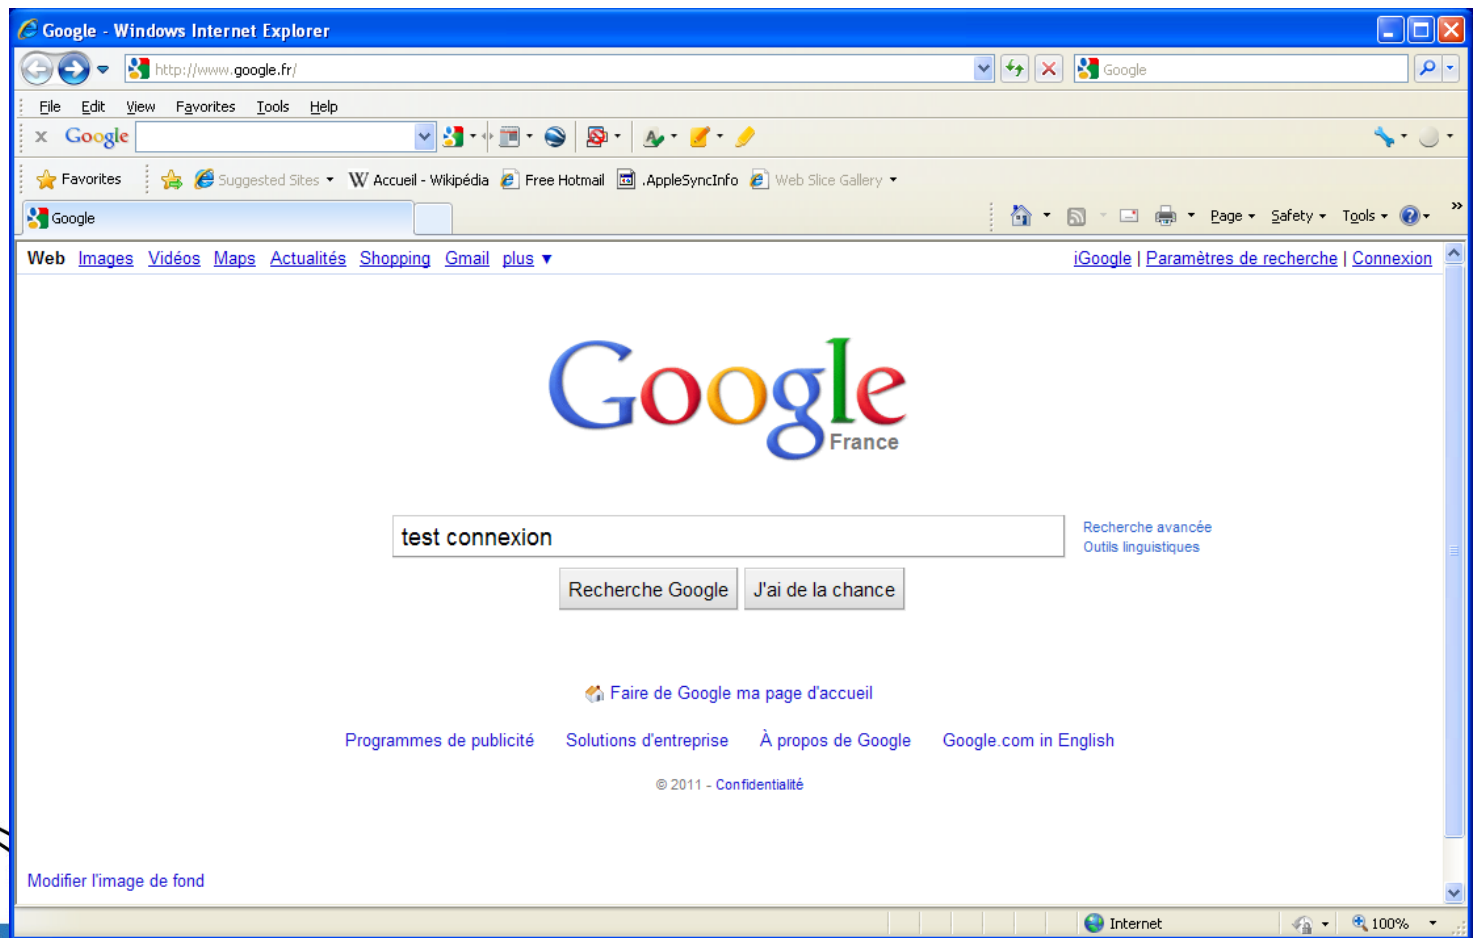 Google - Windows Internet Explorer
http://www.google.fr/
Google
File Edit View Favorites Tools Help
x Google
Favorites Suggested Sites Accueil - Wikipédia Free Hotmail .AppleSyncInfo Web Slice Gallery
Google
Page Safety Tools
Web Images Vidéos Maps Actualités Shopping Gmail plus ▼ iGoogle | Paramètres de recherche | Connexion
Google
France
test connexion
Recherche avancée
Outils linguistiques
Recherche Google J'ai de la chance
Faire de Google ma page d'accueil
Programmes de publicité Solutions d'entreprise À propos de Google Google.com in English
© 2011 - Confidentialité
Modifier l'image de fond
Internet 100%